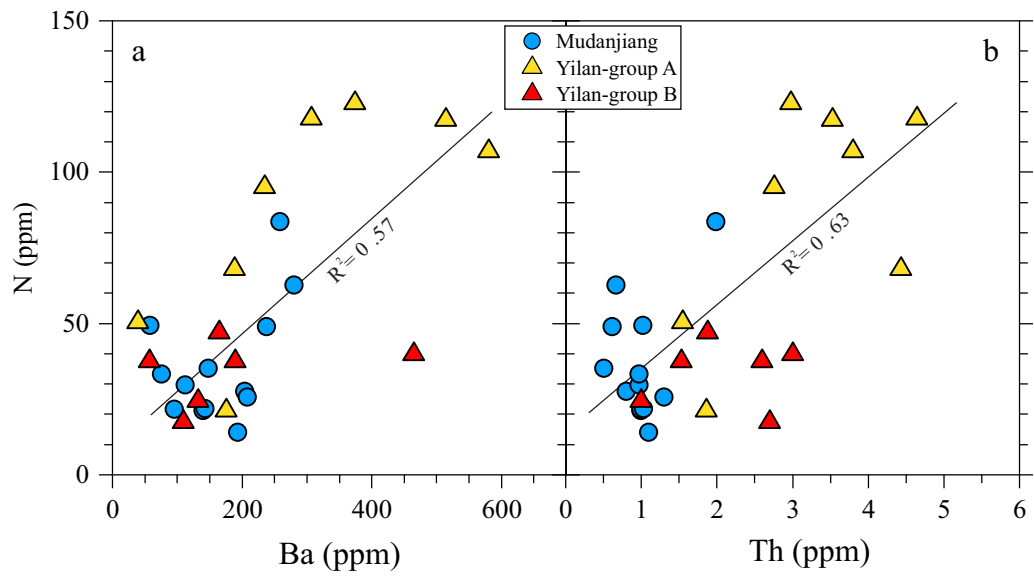 a
b
Mudanjiang
Yilan-group A
Yilan-group B
150
100
50
0
N (ppm)
R²= 0 .57
R²= 0 .63
0
200
400
600
0
1
2
3
4
5
6
Ba (ppm)
Th (ppm)